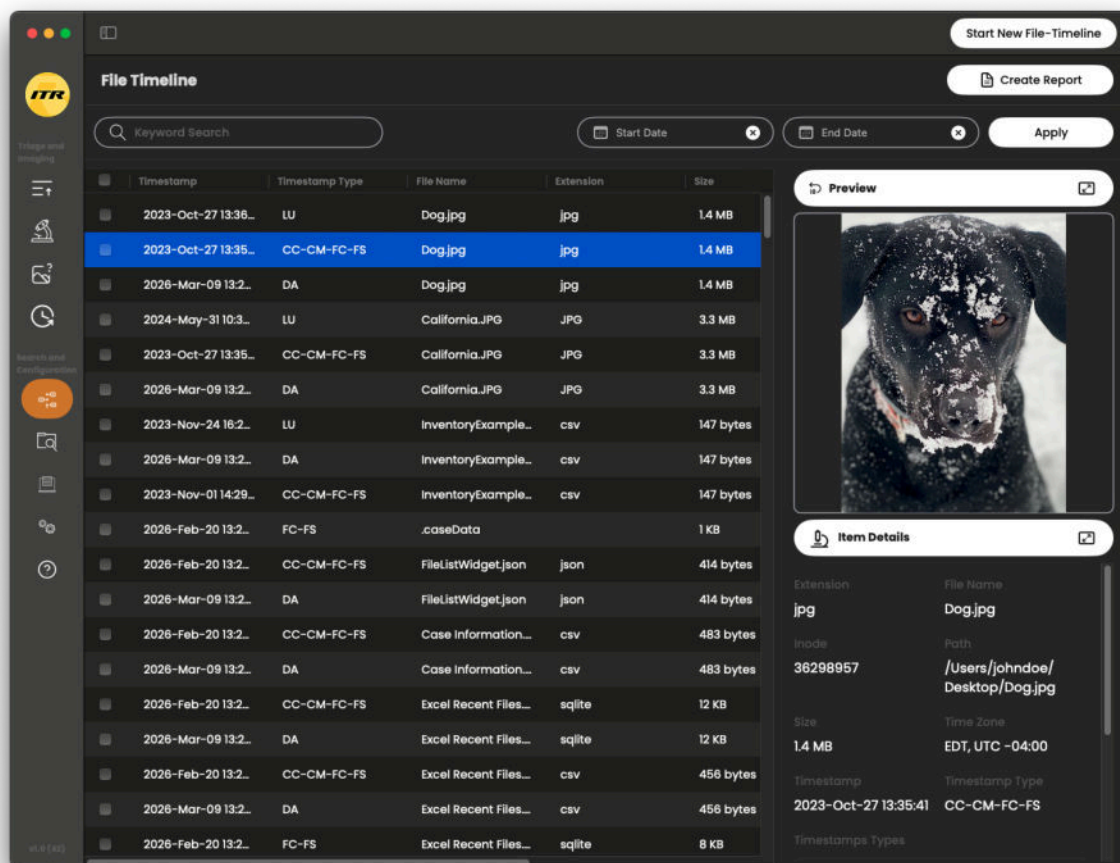 Start New File-Timeline
ITR
File Timeline
Create Report
Keyword Search
Start Date
End Date
Apply
Triage and
Imaging
Timestamp Timestamp Type File Name Extension Size
2023-Oct-27 13:36... LU Dog.jpg jpg 1.4 MB
2023-Oct-27 13:35... CC-CM-FC-FS Dog.jpg jpg 1.4 MB
2026-Mar-09 13:2... DA Dog.jpg jpg 1.4 MB
2024-May-31 10:3... LU California.JPG JPG 3.3 MB
2023-Oct-27 13:35... CC-CM-FC-FS California.JPG JPG 3.3 MB
2026-Mar-09 13:2... DA California.JPG JPG 3.3 MB
2023-Nov-24 16:2... LU InventoryExample... csv 147 bytes
2026-Mar-09 13:2... DA InventoryExample... csv 147 bytes
2023-Nov-01 14:29... CC-CM-FC-FS InventoryExample... csv 147 bytes
2026-Feb-20 13:2... FC-FS .caseData 1 KB
2026-Feb-20 13:2... CC-CM-FC-FS FileListWidget.json json 414 bytes
2026-Mar-09 13:2... DA FileListWidget.json json 414 bytes
2026-Feb-20 13:2... CC-CM-FC-FS Case Information.... csv 483 bytes
2026-Mar-09 13:2... DA Case Information.... csv 483 bytes
2026-Feb-20 13:2... CC-CM-FC-FS Excel Recent Files.... sqlite 12 KB
2026-Mar-09 13:2... DA Excel Recent Files.... sqlite 12 KB
2026-Feb-20 13:2... CC-CM-FC-FS Excel Recent Files.... csv 456 bytes
2026-Mar-09 13:2... DA Excel Recent Files.... csv 456 bytes
2026-Feb-20 13:2... FC-FS Excel Recent Files.... sqlite 8 KB
Search and
Configuration
Preview
Item Details
Extension File Name
jpg Dog.jpg
Inode Path
36298957 /Users/johndoe/
Desktop/Dog.jpg
Size Time Zone
1.4 MB EDT, UTC -04:00
Timestamp Timestamp Type
2023-Oct-27 13:35:41 CC-CM-FC-FS
Timestamps Types